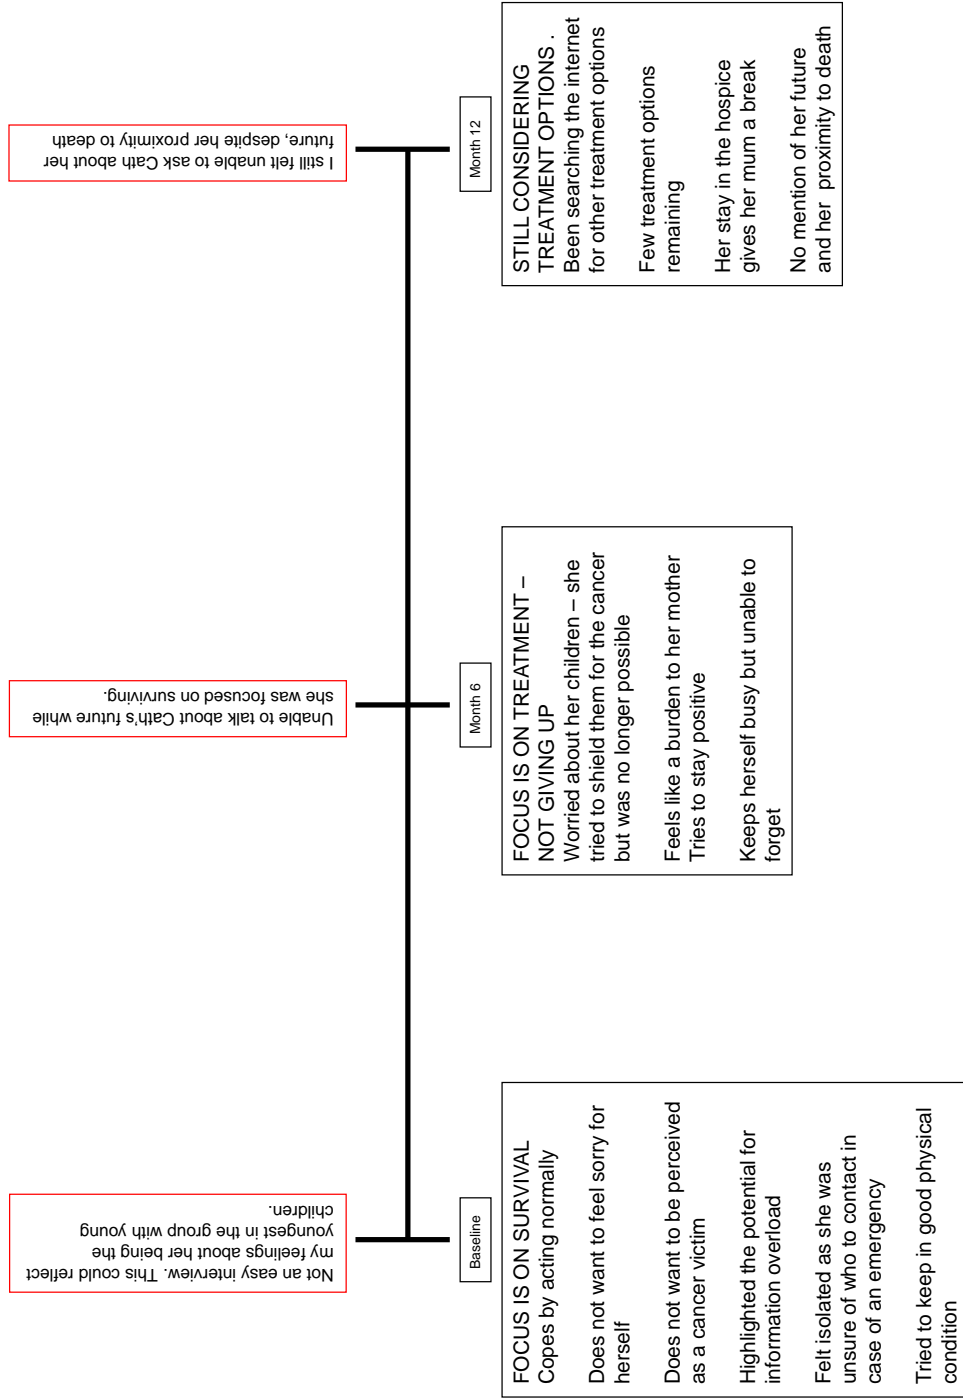 Not an easy interview. This could reflect
my feelings about her being the
youngest in the group with young
children.
Unable to talk about Cath's future while
she was focused on surviving.
I still felt unable to ask Cath about her
future, despite her proximity to death
Baseline
Month 6
Month 12
FOCUS IS ON SURVIVAL
Copes by acting normally
Does not want to feel sorry for
herself
Does not want to be perceived
as a cancer victim
Highlighted the potential for
information overload
Felt isolated as she was
unsure of who to contact in
case of an emergency
Tried to keep in good physical
condition
FOCUS IS ON TREATMENT –
NOT GIVING UP
Worried about her children – she
tried to shield them for the cancer
but was no longer possible
Feels like a burden to her mother
Tries to stay positive
Keeps herself busy but unable to
forget
STILL CONSIDERING
TREATMENT OPTIONS .
Been searching the internet
for other treatment options
Few treatment options
remaining
Her stay in the hospice
gives her mum a break
No mention of her future
and her  proximity to death